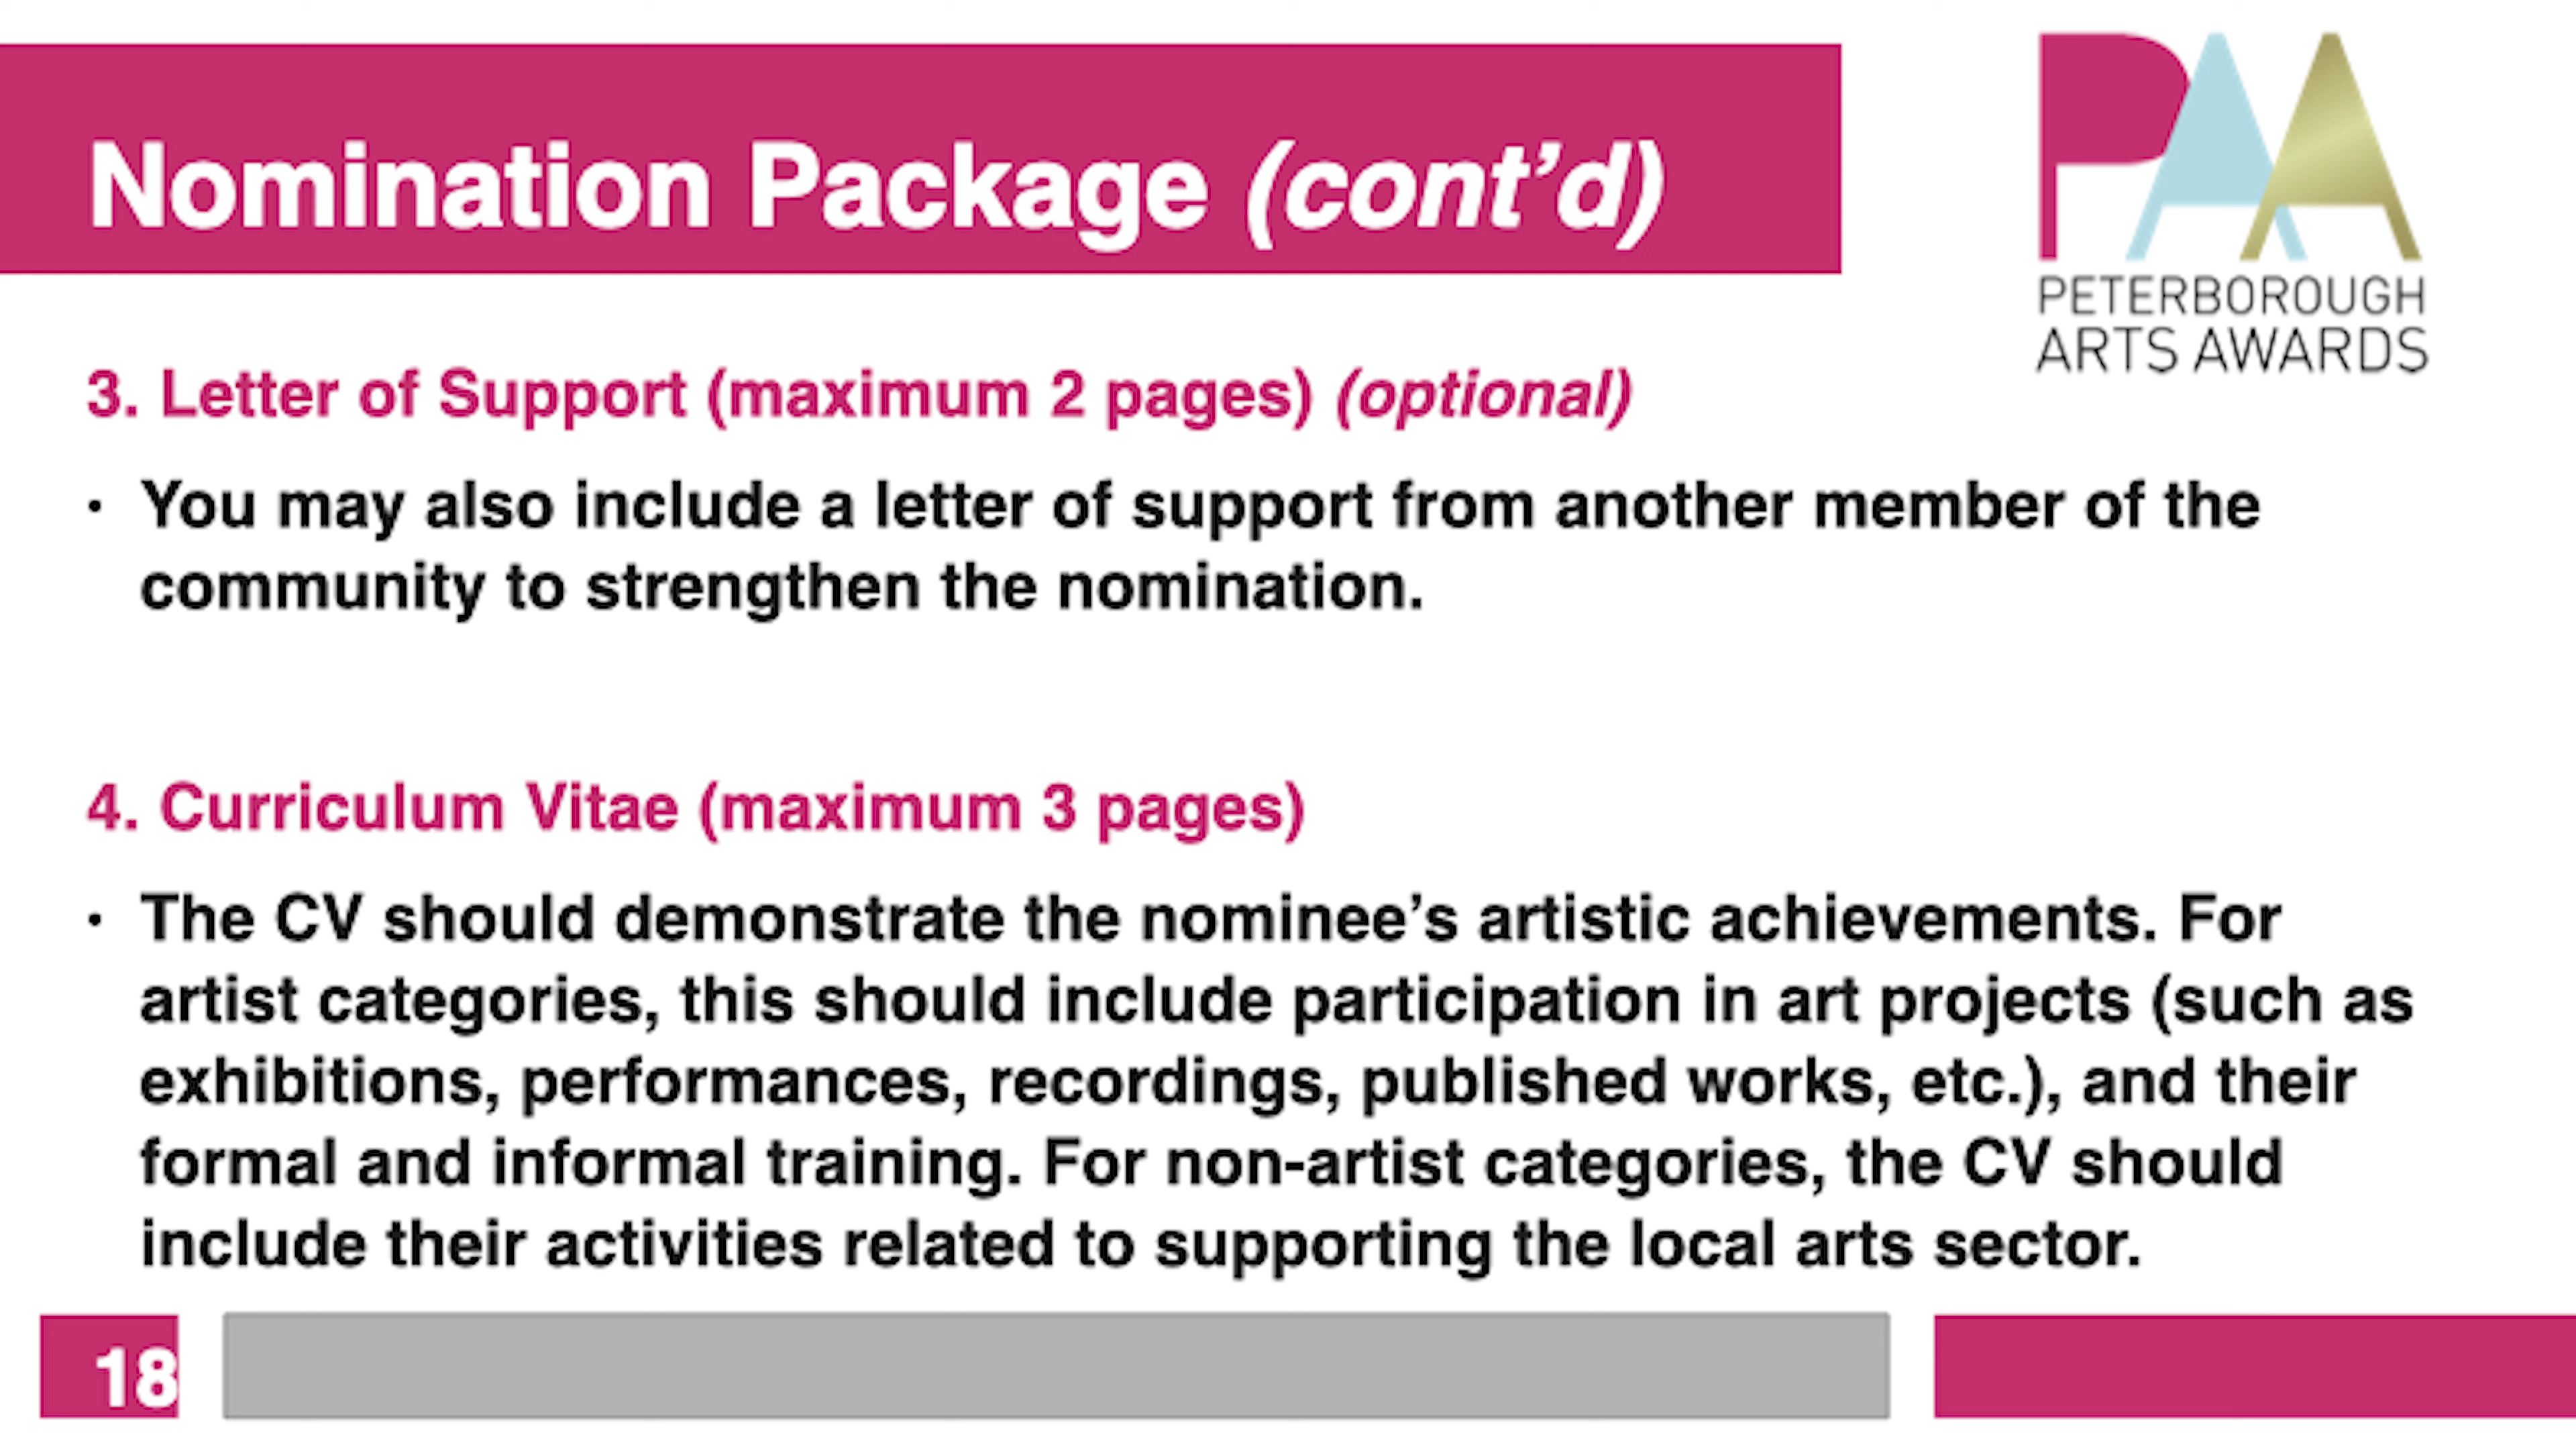 Nomination Package (cont’d)
PAA
PETERBOROUGH
ARTS AWARDS
3. Letter of Support (maximum 2 pages) (optional)
· You may also include a letter of support from another member of the
community to strengthen the nomination.
4. Curriculum Vitae (maximum 3 pages)
· The CV should demonstrate the nominee’s artistic achievements. For
artist categories, this should include participation in art projects (such as
exhibitions, performances, recordings, published works, etc.), and their
formal and informal training. For non-artist categories, the CV should
include their activities related to supporting the local arts sector.
18